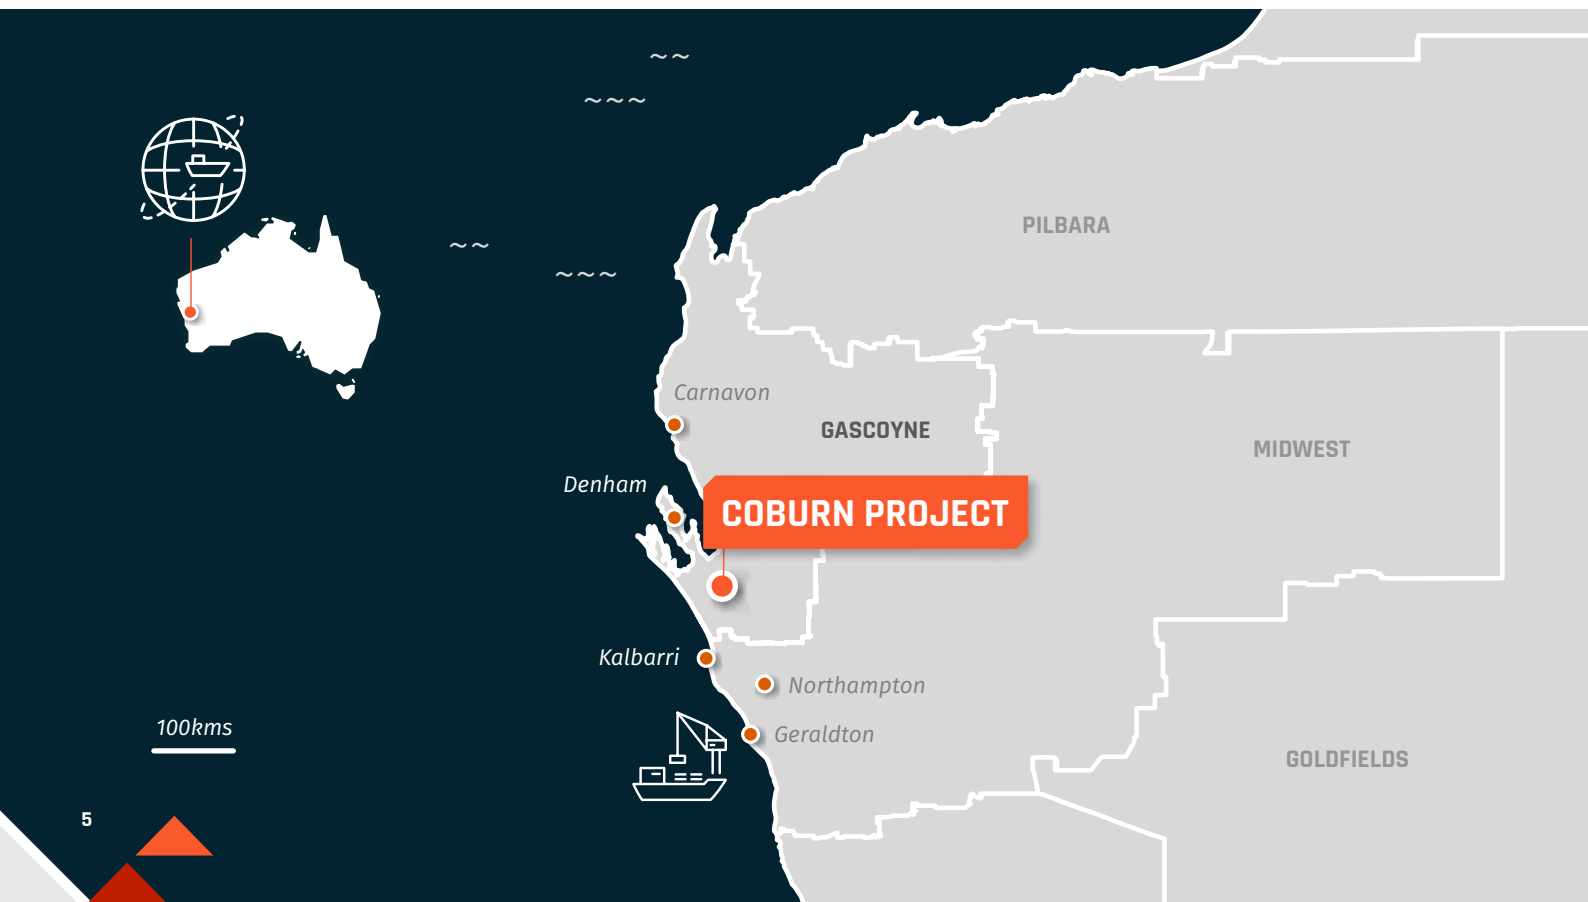 PILBARA
Carnavon
GASCOYNE
MIDWEST
Denham
COBURN PROJECT
Kalbarri
Northampton
Geraldton
100kms
GOLDFIELDS
5